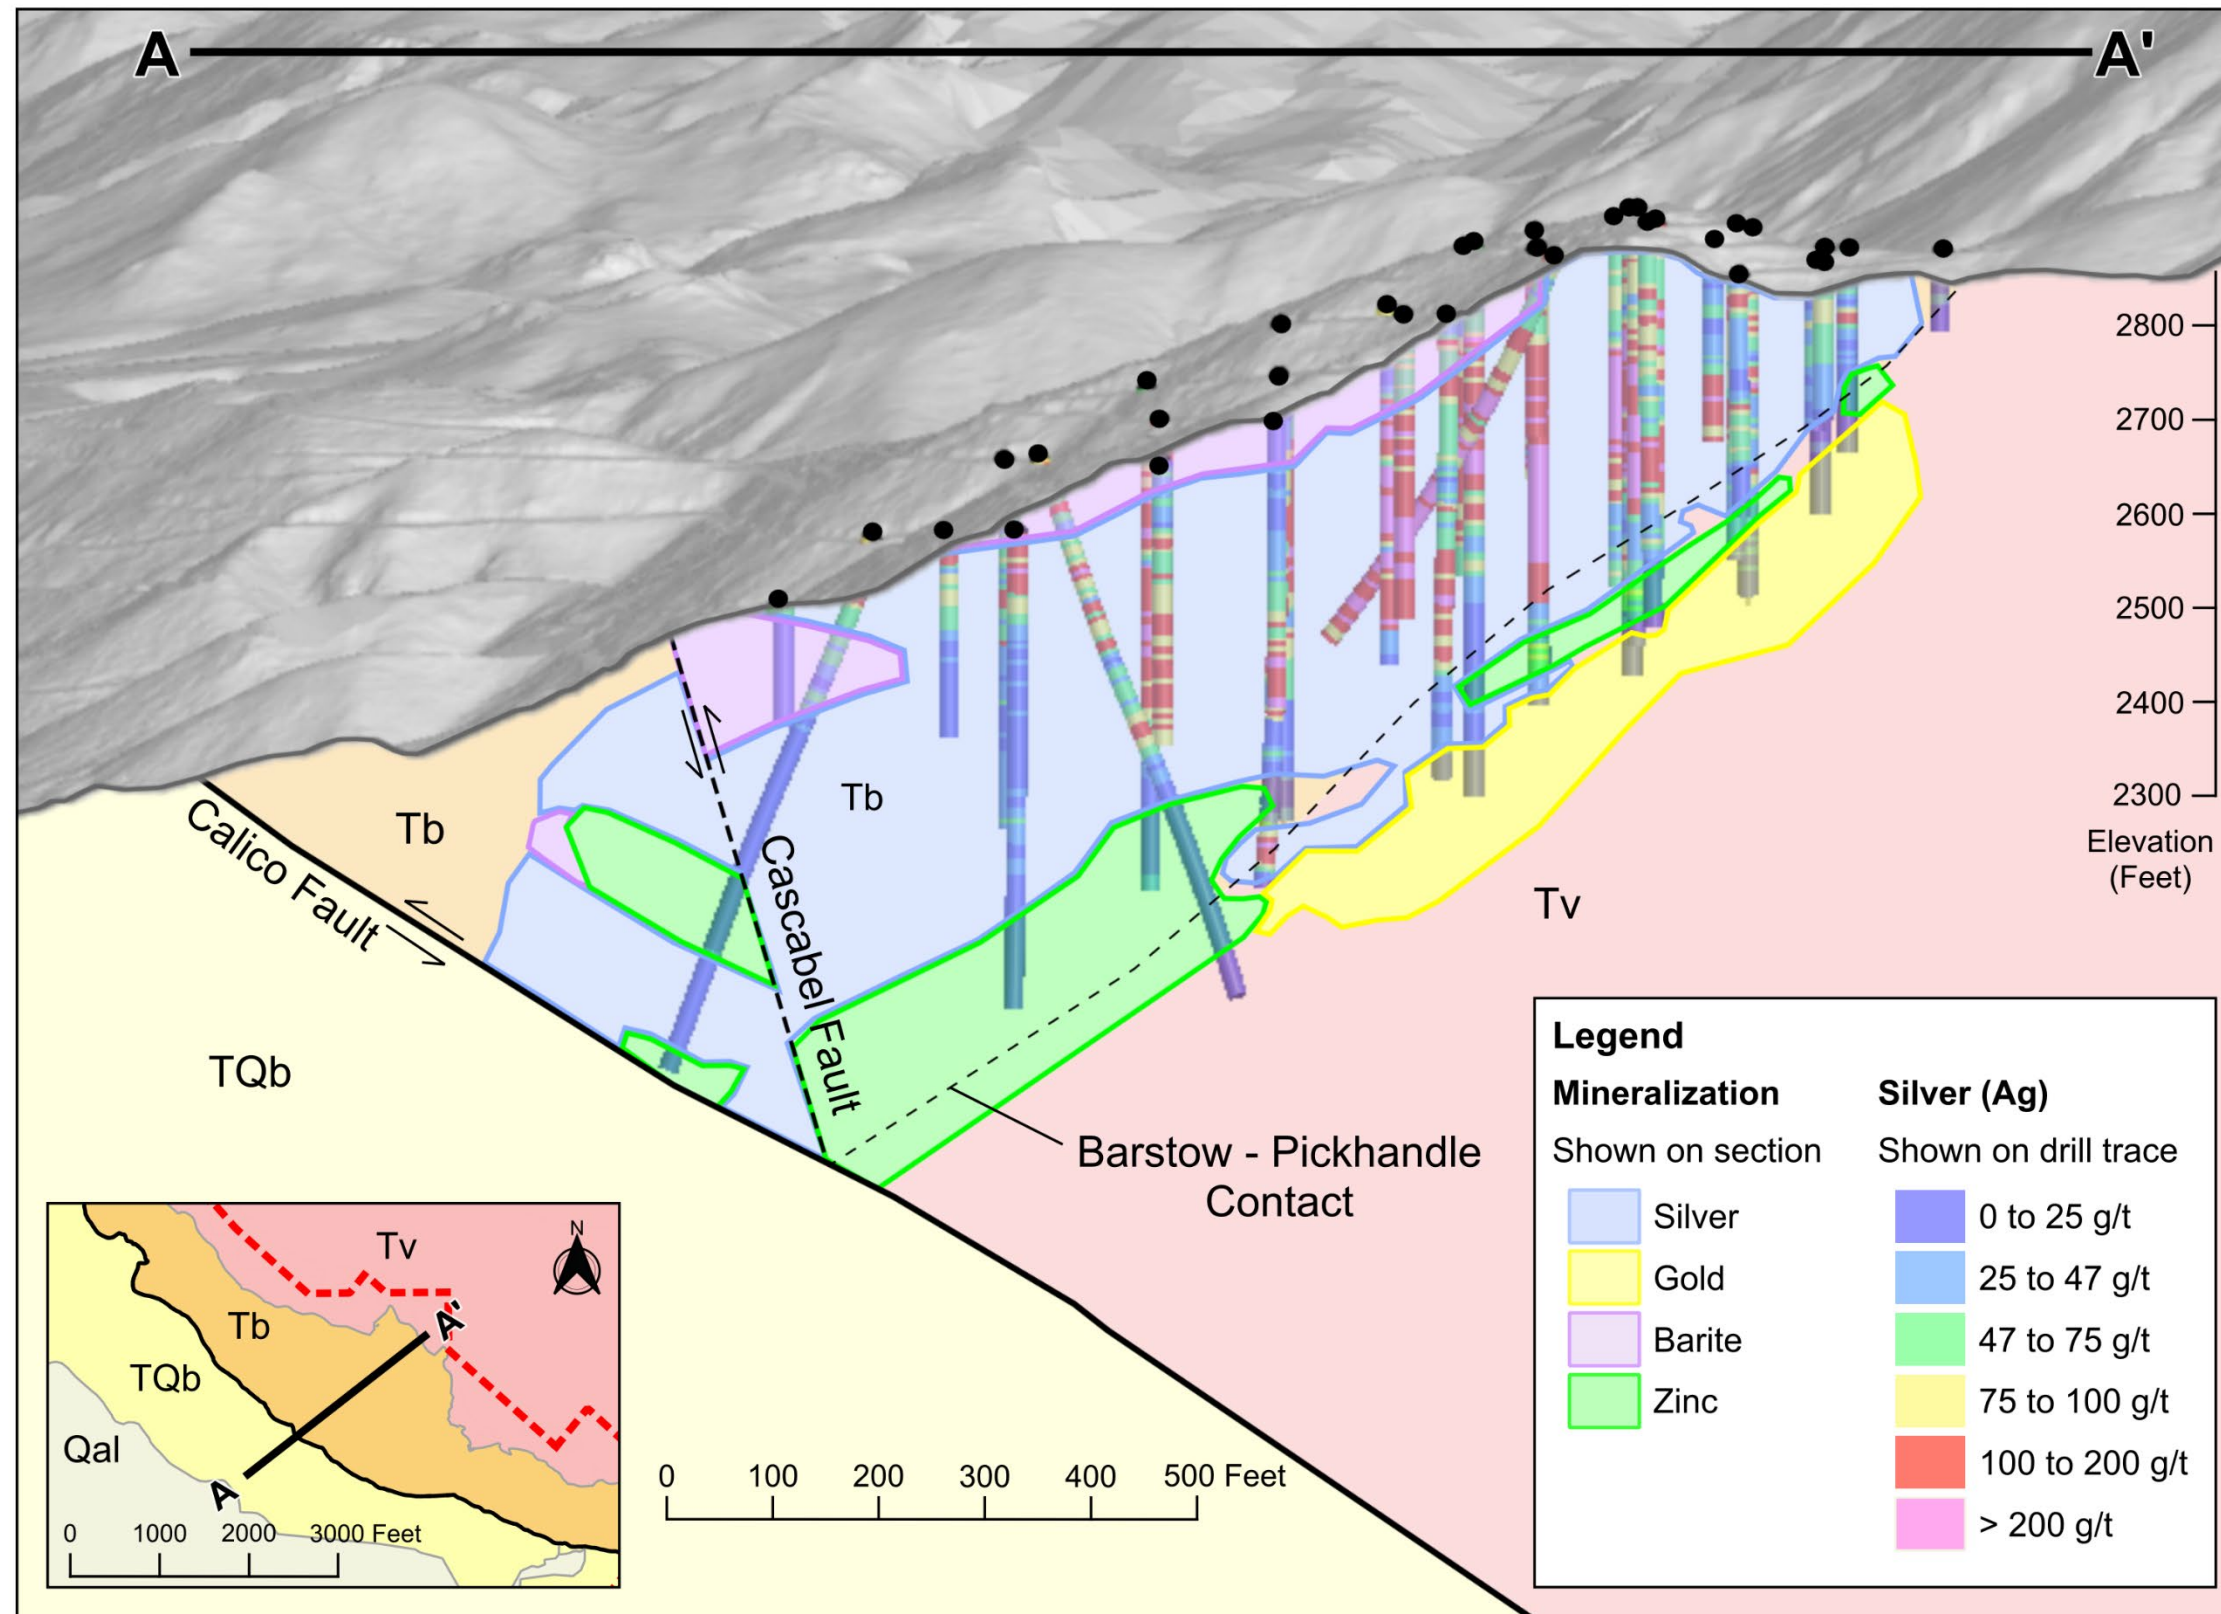 A
A'
2800
2700
2600
2500
2400
2300
Elevation
(Feet)
Calico Fault
Tb
Tb
Cascabel Fault
Tv
TQb
Barstow - Pickhandle
Contact
Legend
Mineralization
Silver (Ag)
Shown on section
Shown on drill trace
Silver
0 to 25 g/t
Gold
25 to 47 g/t
Barite
47 to 75 g/t
Zinc
75 to 100 g/t
100 to 200 g/t
> 200 g/t
N
Tv
A'
Tb
TQb
Qal
A
0 1000 2000 3000 Feet
0 100 200 300 400 500 Feet